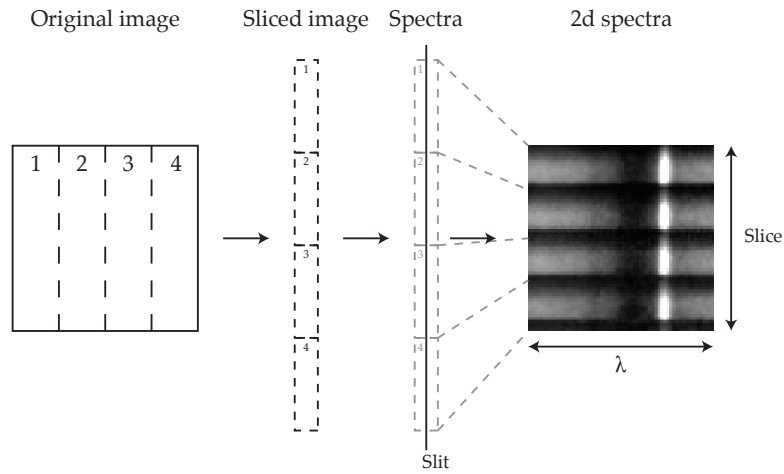 Original image
Sliced image
Spectra
2d spectra
1 2 3 4
1
2
3
4
1
2
3
4
Slice
λ
Slit